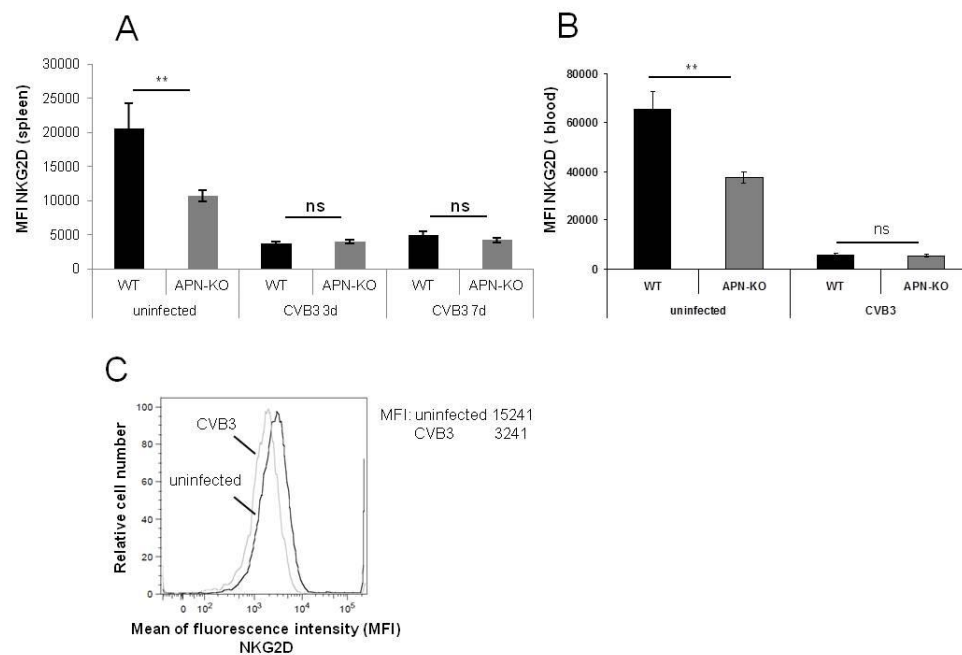 A
MFI NKG2D (spleen)
30000
25000
20000
15000
10000
5000
0
**
ns
ns
WT
APN-KO
WT
APN-KO
WT
APN-KO
uninfected
CVB3 3d
CVB3 7d
B
MFI NKG2D ( blood)
80000
60000
40000
20000
0
**
ns
WT
APN-KO
WT
APN-KO
uninfected
CVB3
C
Relative cell number
100
80
60
40
20
0
CVB3
uninfected
0
10²
10³
10⁴
10⁵
Mean of fluorescence intensity (MFI)
NKG2D
MFI: uninfected 15241
CVB3 3241